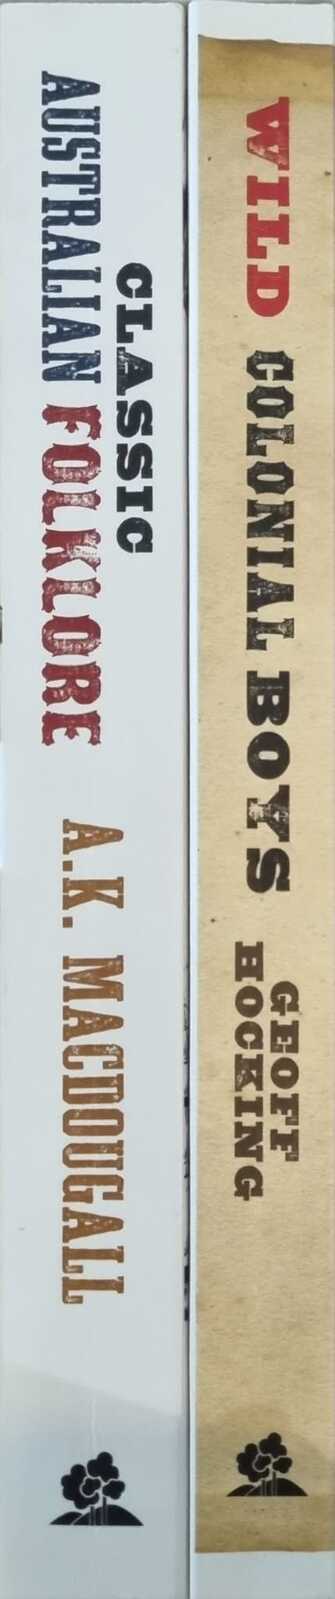 CLASSIC
AUSTRALIAN FOLKLORE
A.K. MACDOUGALL
WILD COLONIAL BOYS
GEOFF
HOCKING